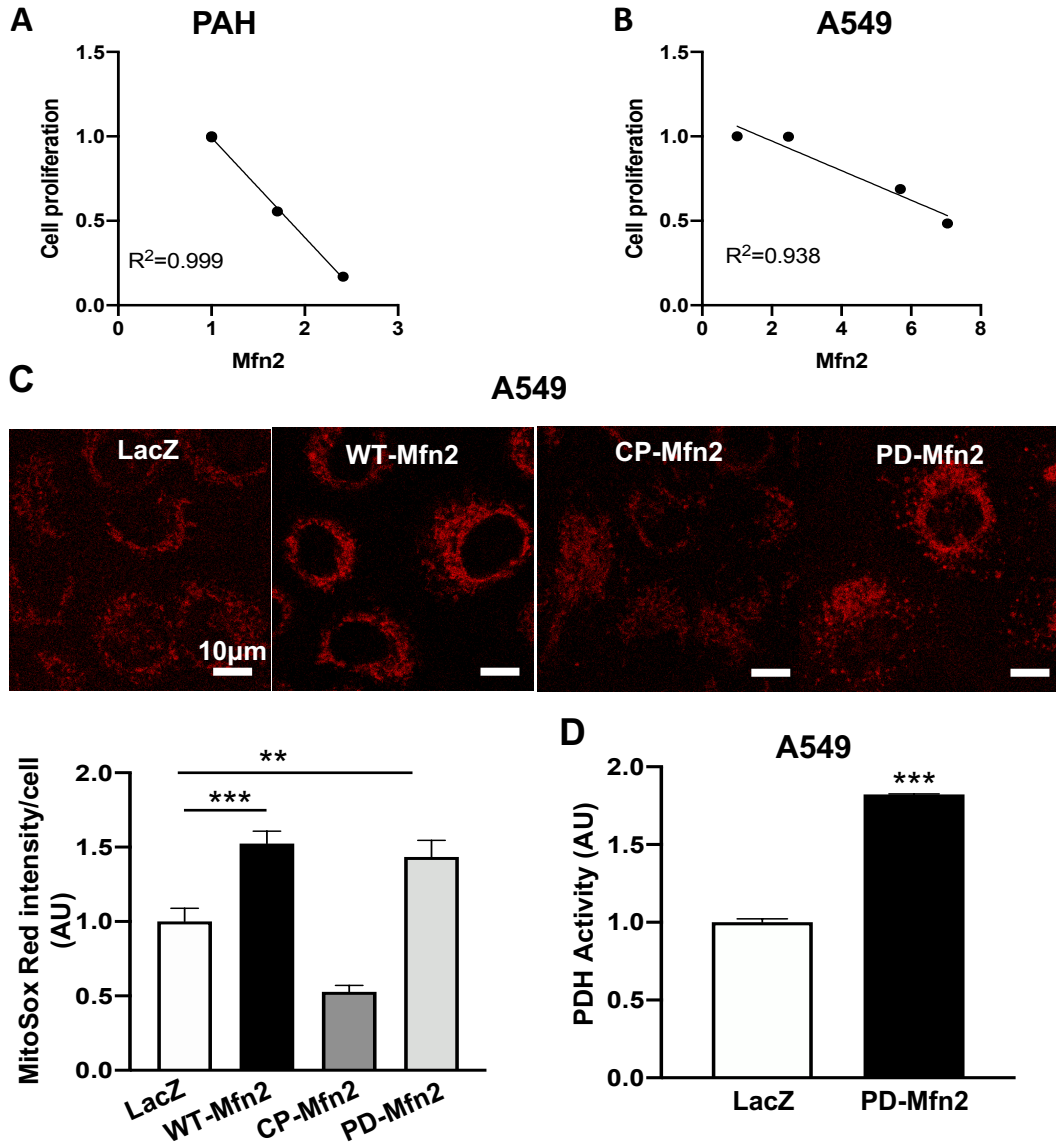 A
PAH
Cell proliferation
1.5
1.0
0.5
0.0
R²=0.999
0 1 2 3
Mfn2
B
A549
Cell proliferation
1.5
1.0
0.5
0.0
R²=0.938
0 2 4 6 8
Mfn2
C
A549
LacZ
WT-Mfn2
CP-Mfn2
PD-Mfn2
10µm
MitoSox Red intensity/cell
(AU)
2.0
1.5
1.0
0.5
0.0
**
***
LacZ
WT-Mfn2
CP-Mfn2
PD-Mfn2
D
A549
PDH Activity (AU)
2.0
1.5
1.0
0.5
0.0
***
LacZ PD-Mfn2